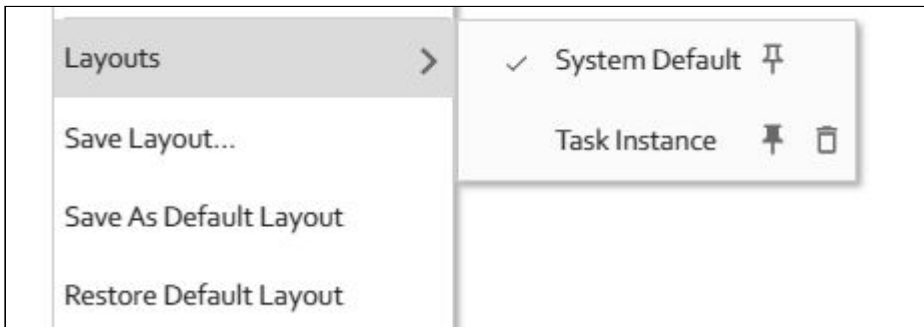 Layouts
System Default
Task Instance
Save Layout...
Save As Default Layout
Restore Default Layout